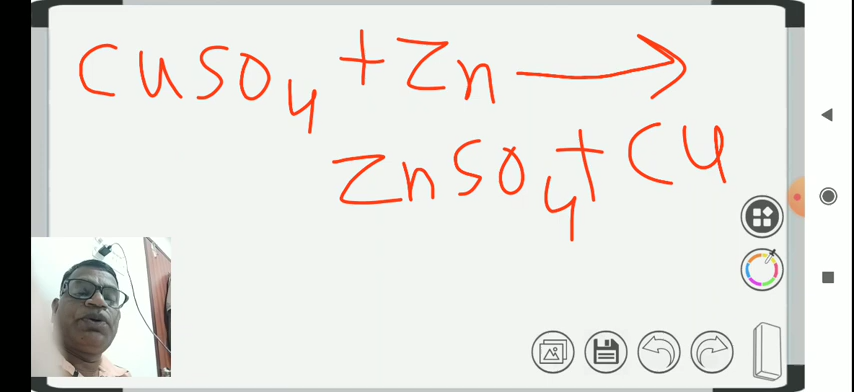 CuSO4 + Zn →
ZnSO4 + Cu